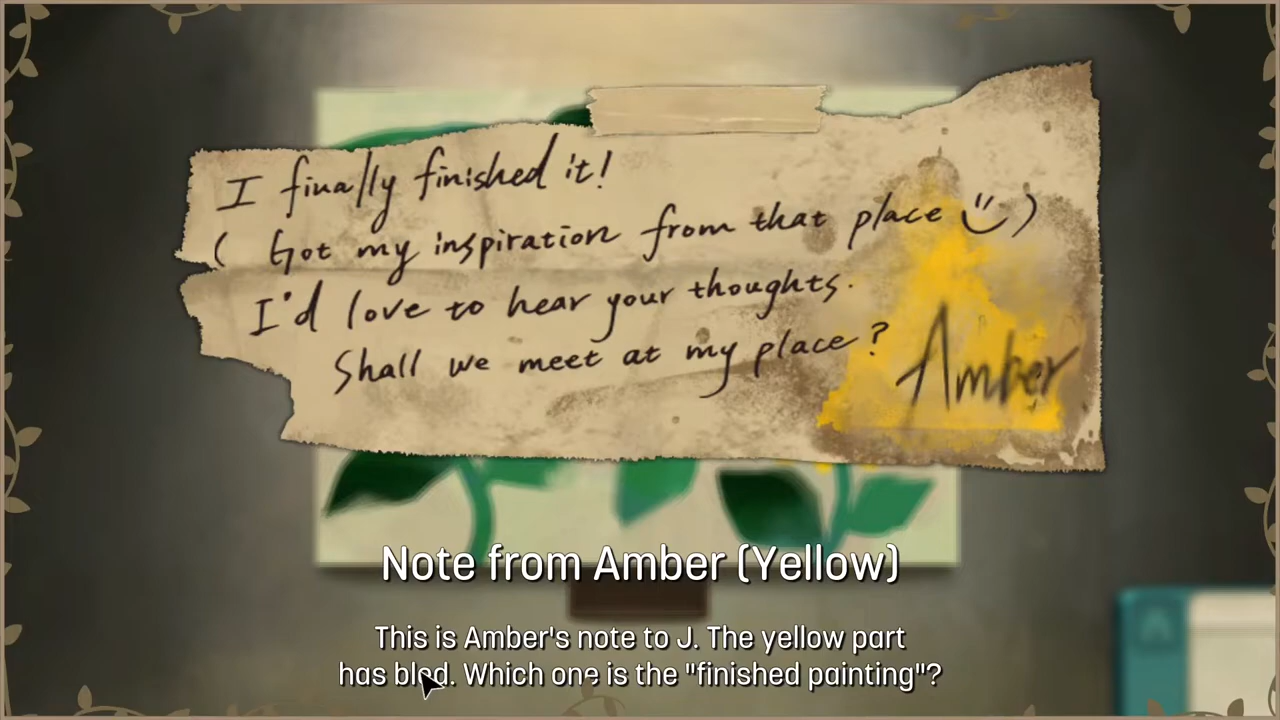 I finally finished it!
( Got my inspiration from that place )
I'd love to hear your thoughts.
Shall we meet at my place?
Amber
Note from Amber (Yellow)
This is Amber's note to J. The yellow part
has bled. Which one is the "finished painting"?